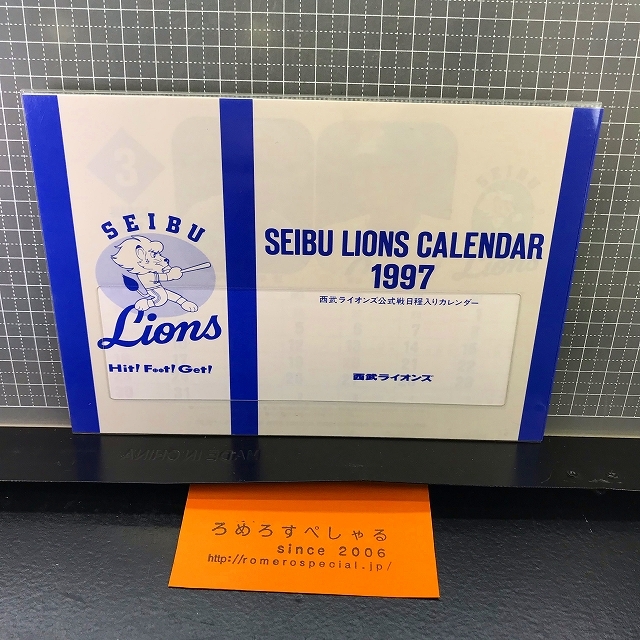 3
SEIBU
Lions
Hit! Foot! Get!
SEIBU LIONS CALENDAR
1997
西武ライオンズ公式戦日程入りカレンダー
西武ライオンズ
ろめろすぺしゃる
since 2006
http://romerospecial.jp/